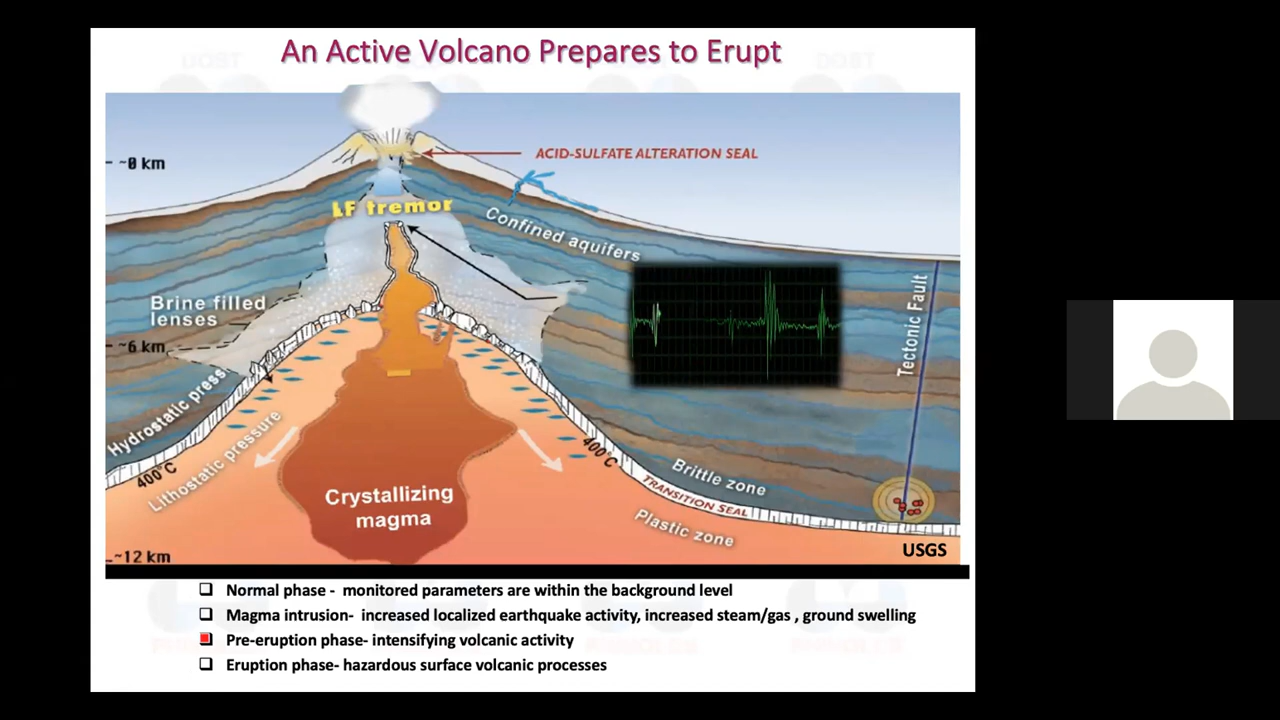 An Active Volcano Prepares to Erupt
~0 km
ACID-SULFATE ALTERATION SEAL
LF tremor
Confined aquifers
Brine filled
lenses
Tectonic Fault
~6 km
Hydrostatic press
400°C
Lithostatic pressure
400°C
Crystallizing
magma
Brittle zone
TRANSITION SEAL
Plastic zone
USGS
~12 km
Normal phase - monitored parameters are within the background level
Magma intrusion- increased localized earthquake activity, increased steam/gas , ground swelling
Pre-eruption phase- intensifying volcanic activity
Eruption phase- hazardous surface volcanic processes